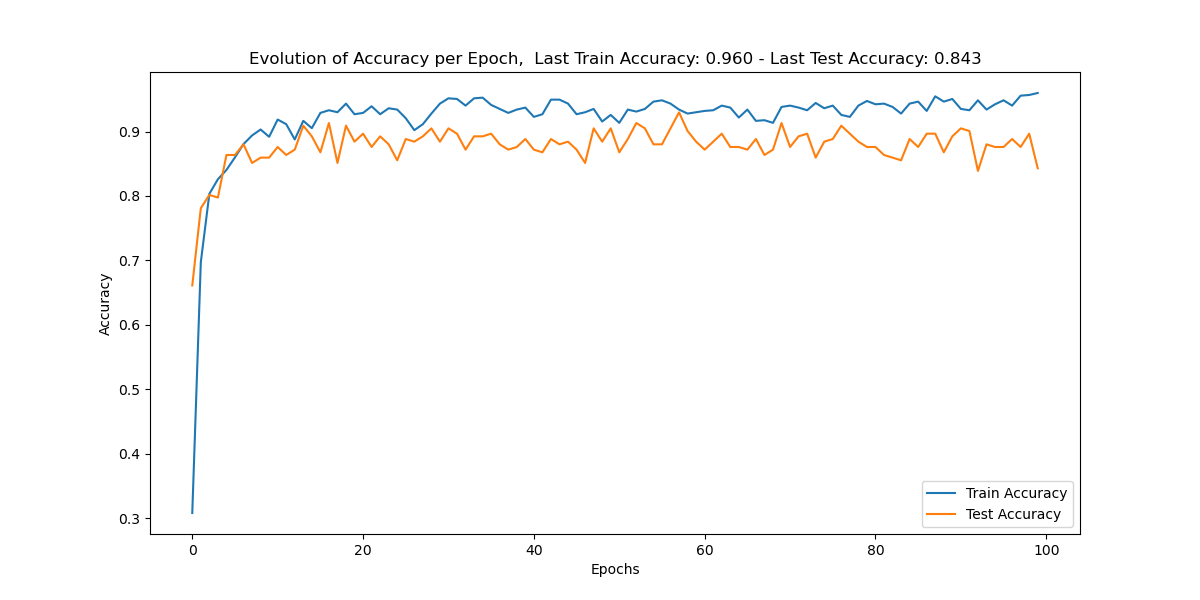 Evolution of Accuracy per Epoch,  Last Train Accuracy: 0.960 - Last Test Accuracy: 0.843
Accuracy
0.9
0.8
0.7
0.6
0.5
0.4
0.3
0 20 40 60 80 100
Epochs
Train Accuracy
Test Accuracy